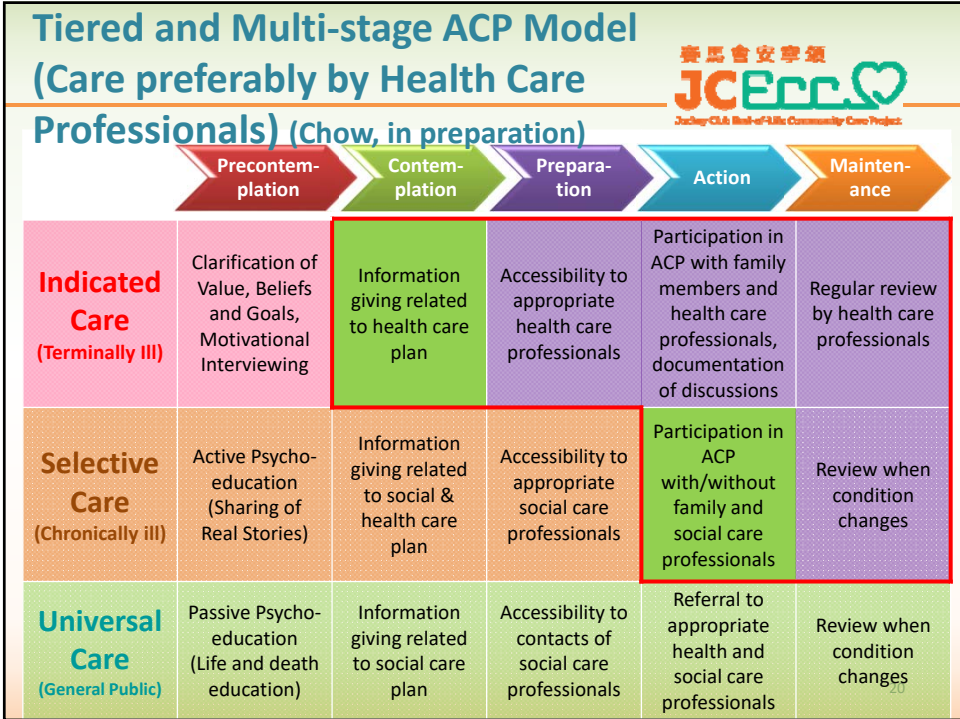 Tiered and Multi-stage ACP Model
(Care preferably by Health Care
Professionals) (Chow, in preparation)
賽馬會安寧頌
JCECC
Jockey Club End-of-Life Community Care Project
Precontem-
plation
Contem-
plation
Prepara-
tion
Action
Mainten-
ance
Indicated
Care
(Terminally Ill)
Clarification of
Value, Beliefs
and Goals,
Motivational
Interviewing
Information
giving related
to health care
plan
Accessibility to
appropriate
health care
professionals
Participation in
ACP with family
members and
health care
professionals,
documentation
of discussions
Regular review
by health care
professionals
Selective
Care
(Chronically ill)
Active Psycho-
education
(Sharing of
Real Stories)
Information
giving related
to social &
health care
plan
Accessibility to
appropriate
social care
professionals
Participation in
ACP
with/without
family and
social care
professionals
Review when
condition
changes
Universal
Care
(General Public)
Passive Psycho-
education
(Life and death
education)
Information
giving related
to social care
plan
Accessibility to
contacts of
social care
professionals
Referral to
appropriate
health and
social care
professionals
Review when
condition
changes
20